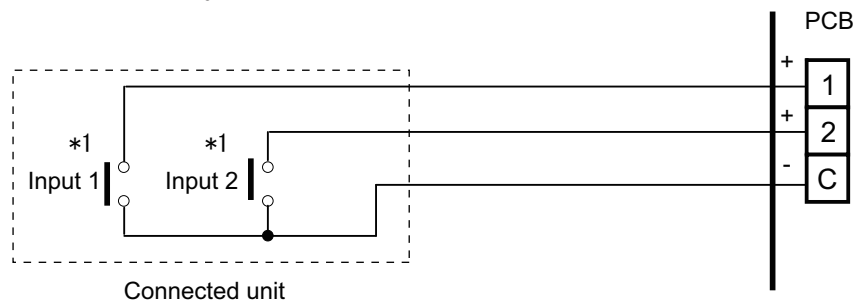 PCB
+
1
*1
*1
+
2
Input 1
Input 2
-
C
Connected unit